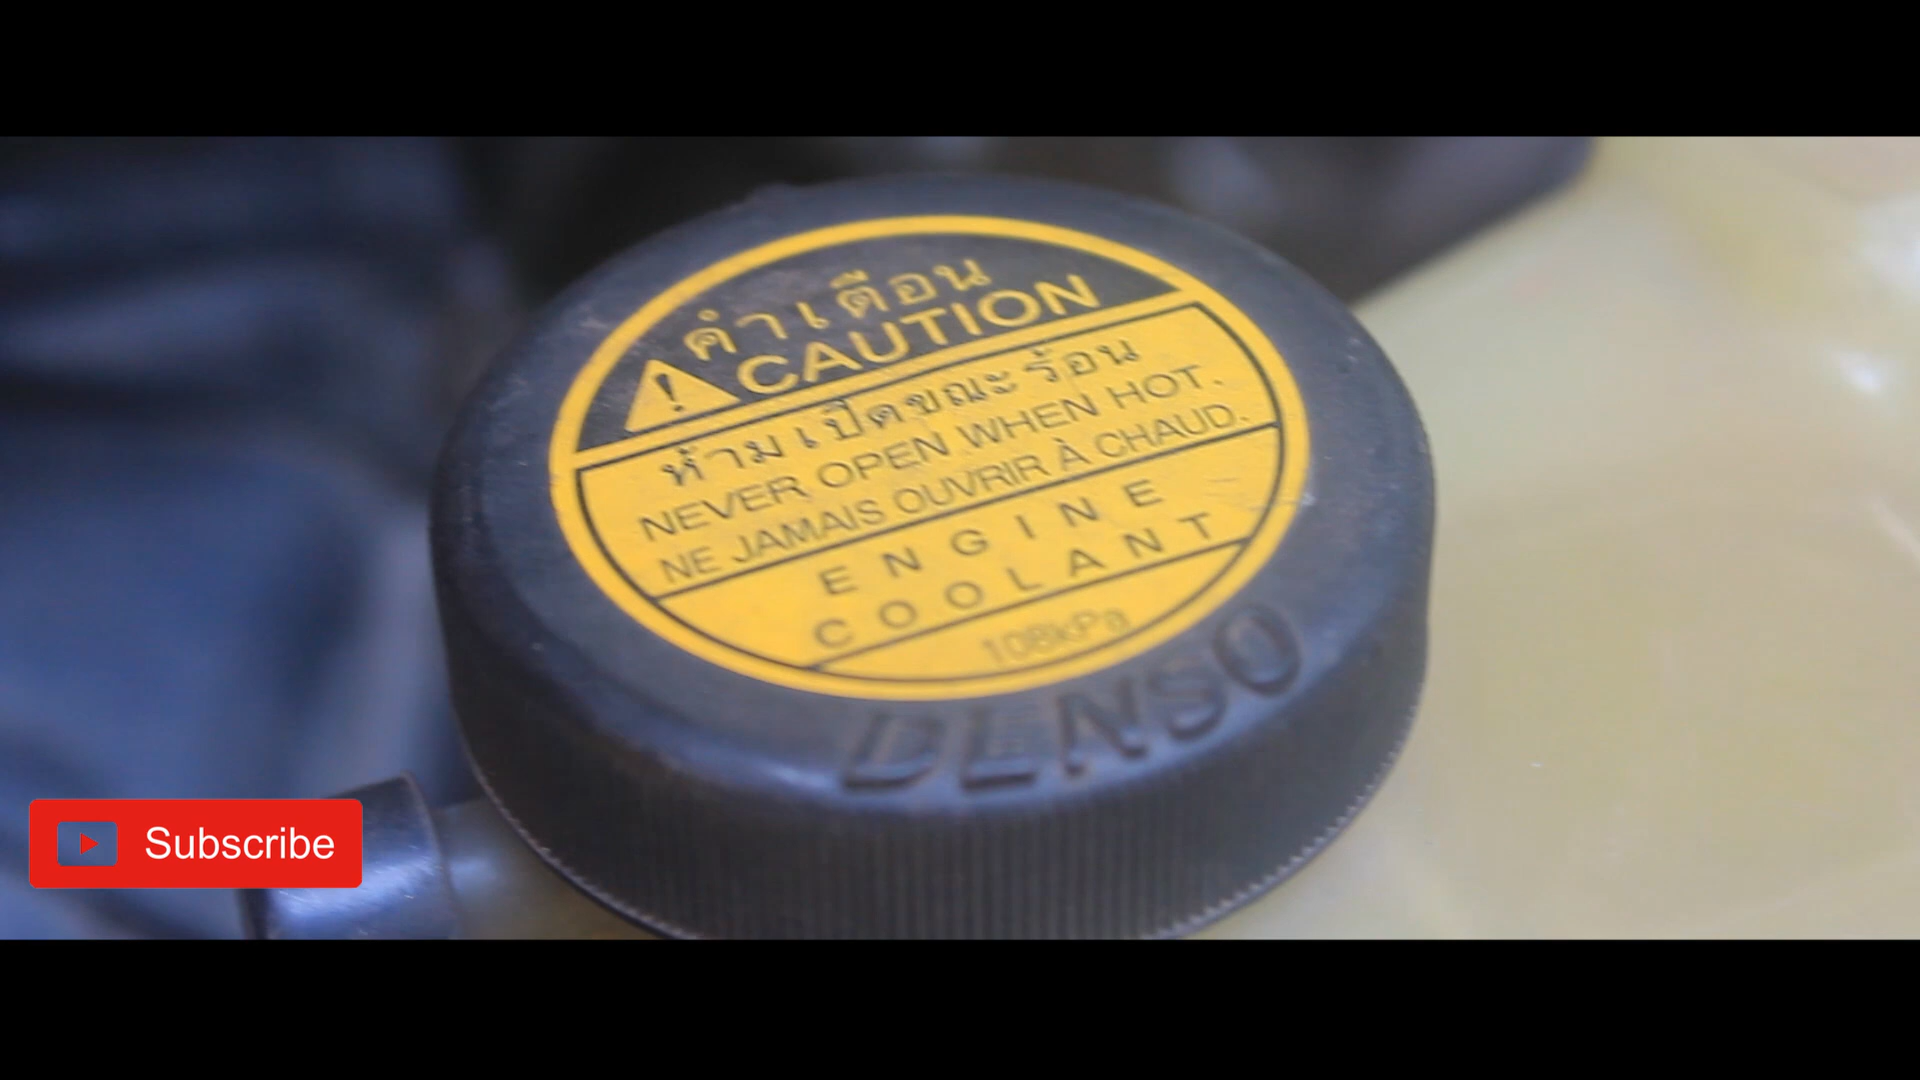 คำเตือน
! CAUTION
ห้ามเปิดขณะร้อน
NEVER OPEN WHEN HOT.
NE JAMAIS OUVRIR À CHAUD.
ENGINE
COOLANT
108kPa
DENSO
Subscribe